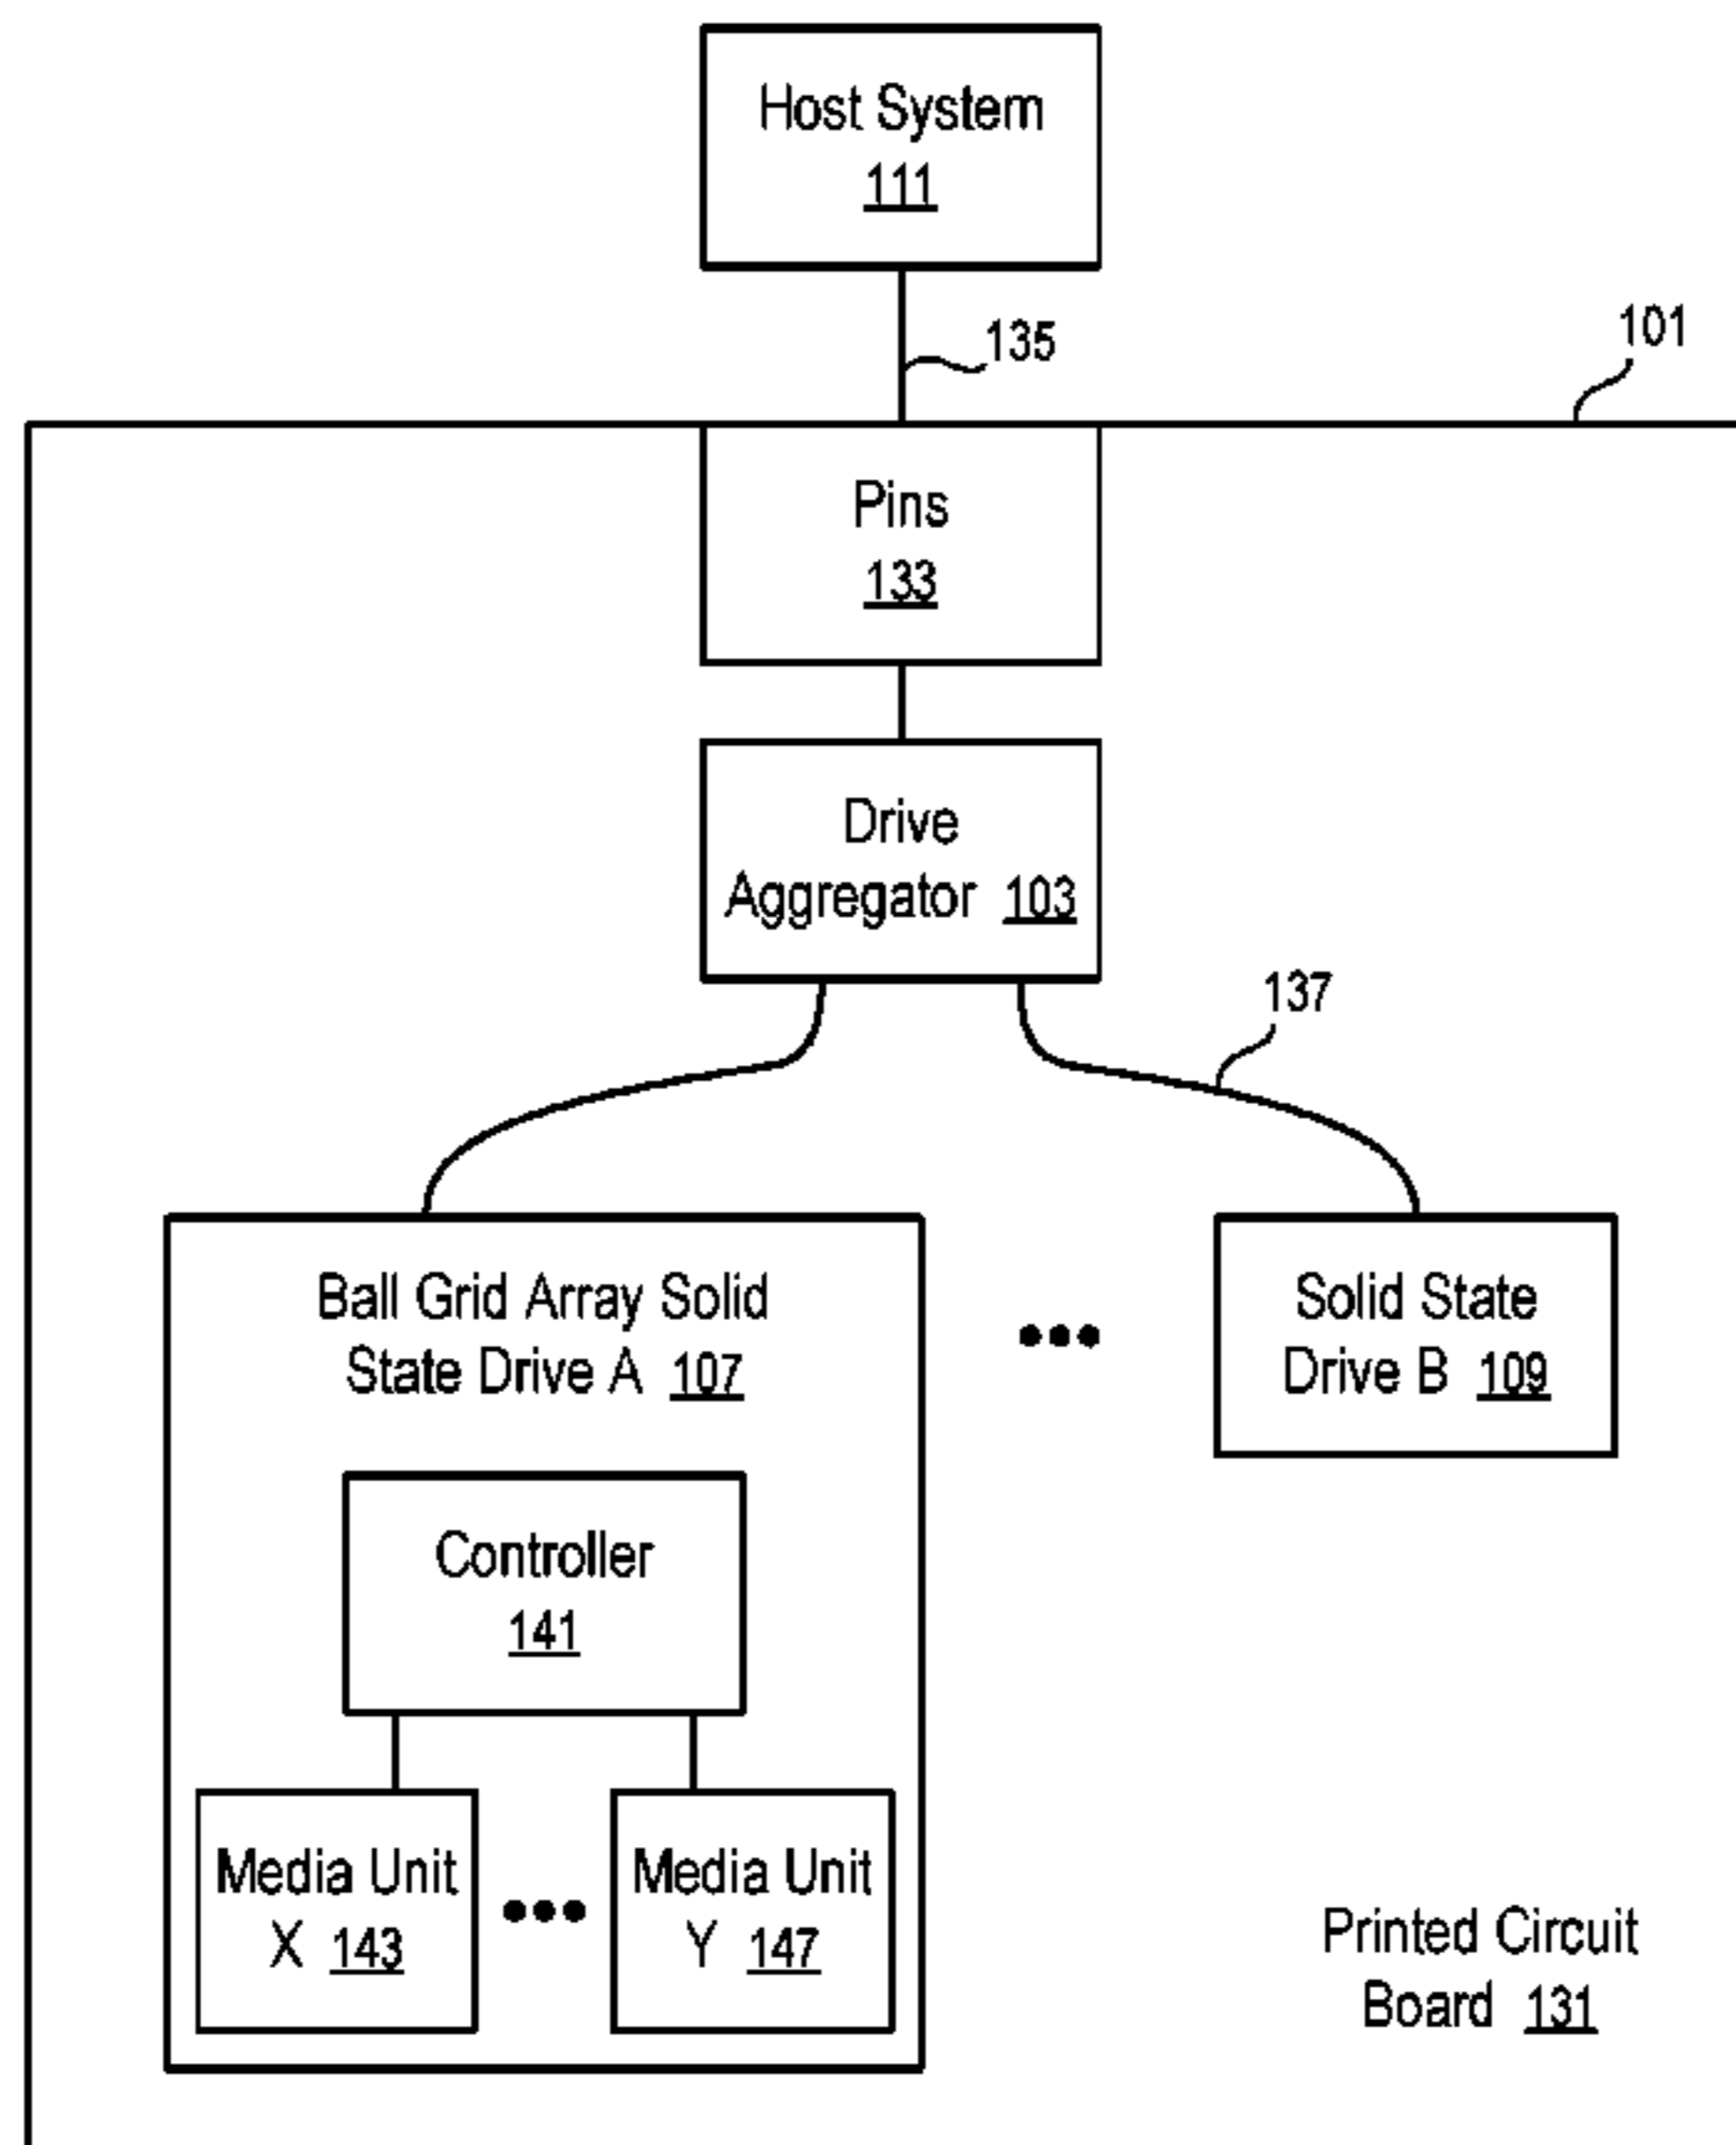 Host System
111
135
101
Pins
133
Drive
Aggregator 103
137
Ball Grid Array Solid
State Drive A 107
Solid State
Drive B 109
Controller
141
Media Unit
X 143
Media Unit
Y 147
Printed Circuit
Board 131